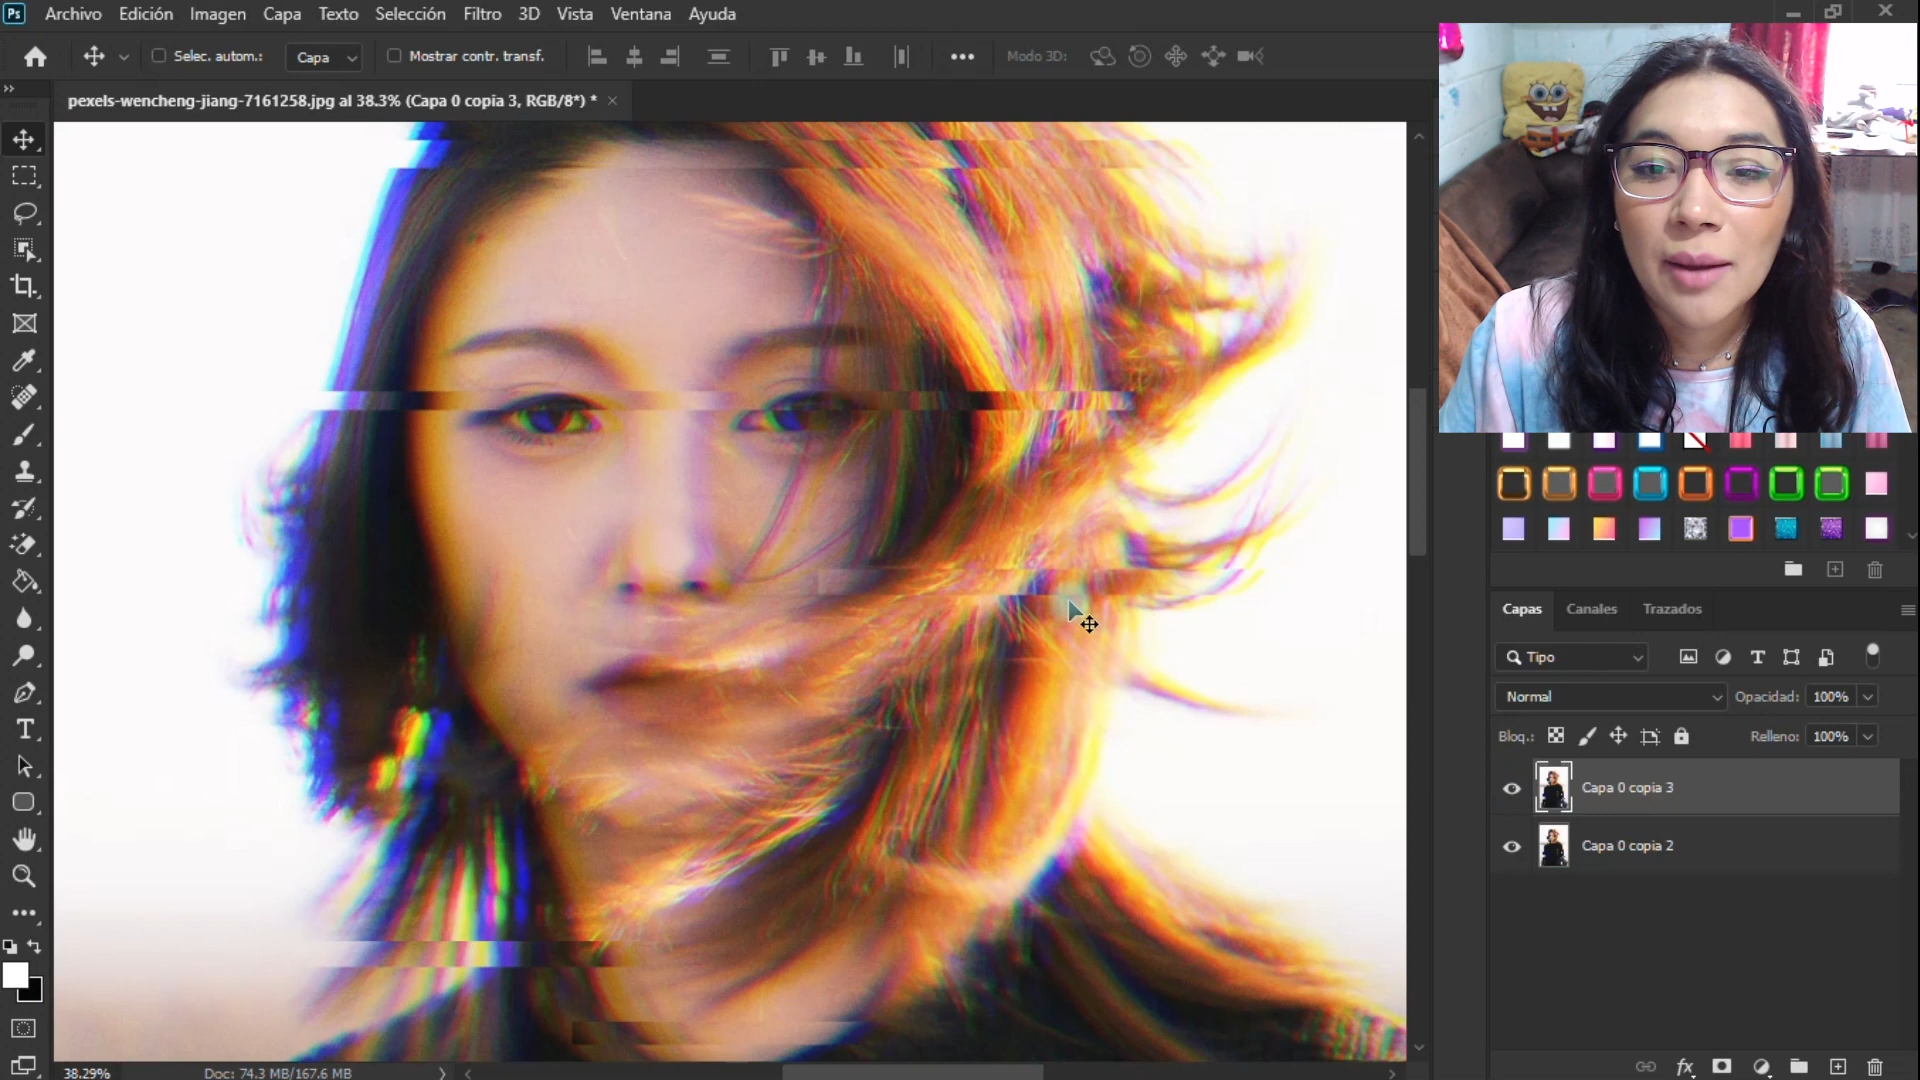 Ps Archivo Edición Imagen Capa Texto Selección Filtro 3D Vista Ventana Ayuda
Selec. autom.: Capa Mostrar contr. transf. Modo 3D:
pexels-wencheng-jiang-7161258.jpg al 38.3% (Capa 0 copia 3, RGB/8*) *
Capas Canales Trazados
Tipo
Normal Opacidad: 100%
Bloq.: Relleno: 100%
Capa 0 copia 3
Capa 0 copia 2
fx
38.29% Doc: 74.3 MB/167.6 MB